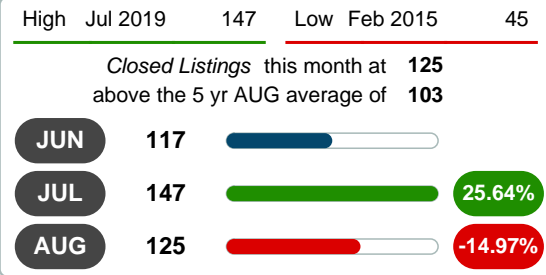 High Jul 2019 147 Low Feb 2015 45
Closed Listings this month at 125
above the 5 yr AUG average of 103
JUN 117
JUL 147 25.64%
AUG 125 -14.97%